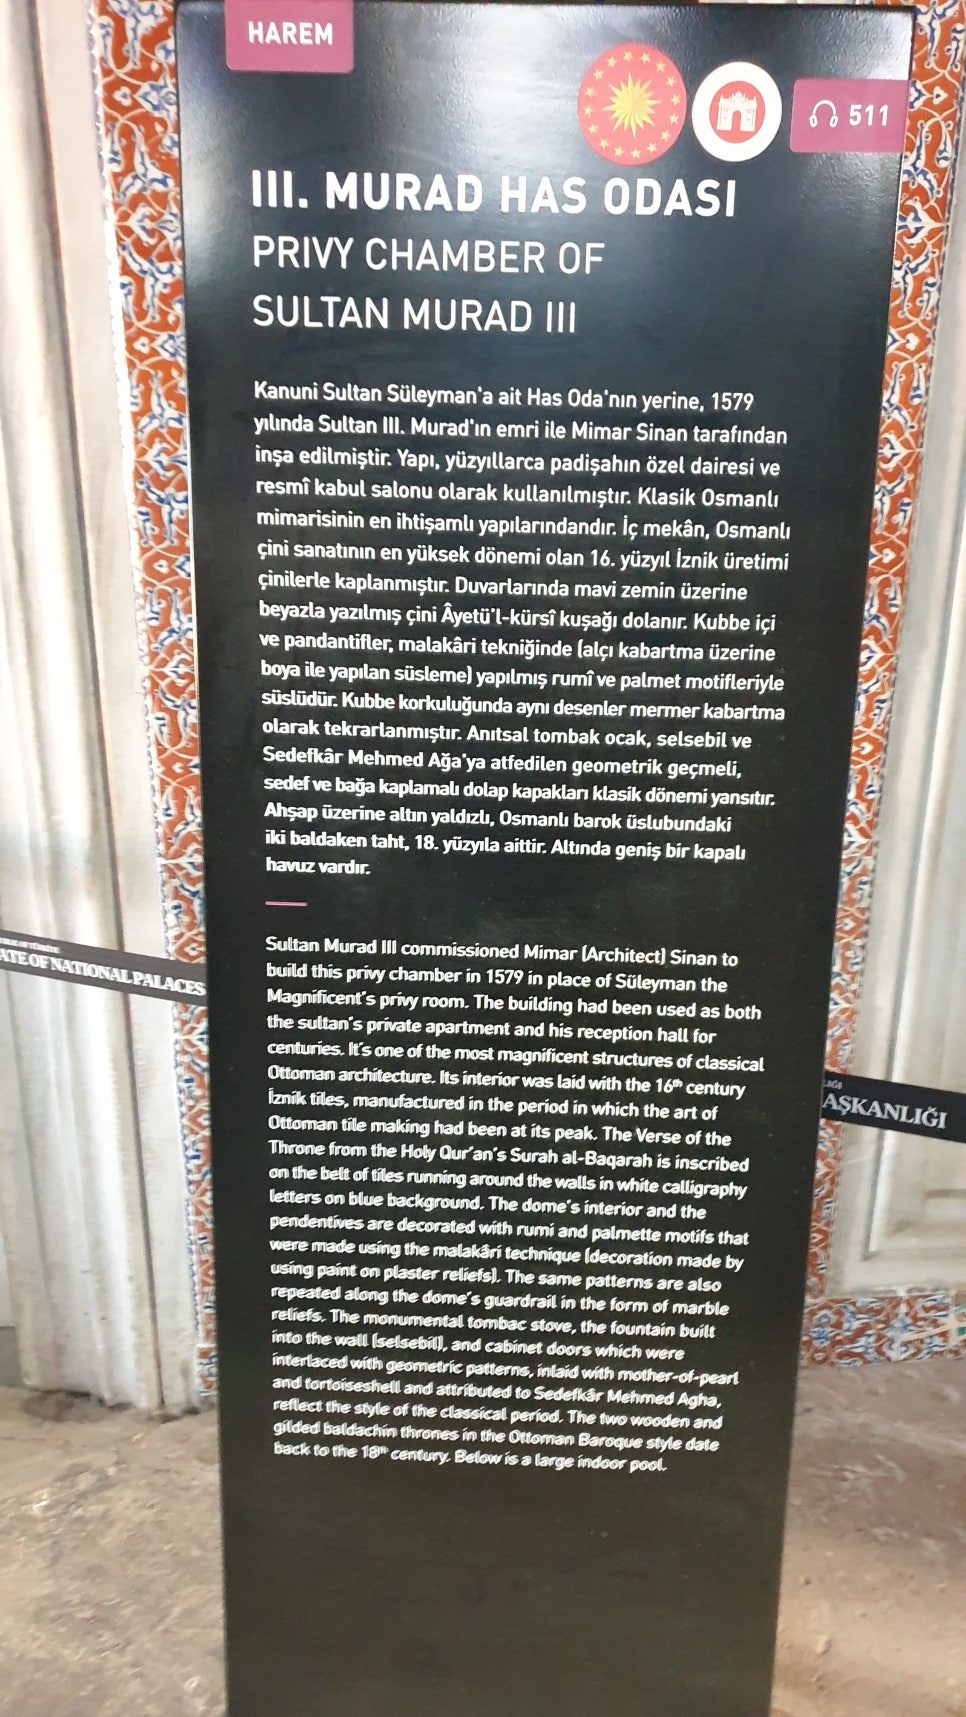 HAREM
511
III. MURAD HAS ODASI
PRIVY CHAMBER OF
SULTAN MURAD III
Kanuni Sultan Süleyman'a ait Has Oda'nın yerine, 1579
yılında Sultan III. Murad'ın emri ile Mimar Sinan tarafından
inşa edilmiştir. Yapı, yüzyıllarca padişahın özel dairesi ve
resmî kabul salonu olarak kullanılmıştır. Klasik Osmanlı
mimarisinin en ihtişamlı yapılarındandır. İç mekân, Osmanlı
çini sanatının en yüksek dönemi olan 16. yüzyıl İznik üretimi
çinilerle kaplanmıştır. Duvarlarında mavi zemin üzerine
beyazla yazılmış çini Âyetü'l-kürsî kuşağı dolanır. Kubbe içi
ve pandantifler, malakâri tekniğinde (alçı kabartma üzerine
boya ile yapılan süsleme) yapılmış rumî ve palmet motifleriyle
süslüdür. Kubbe korkuluğunda aynı desenler mermer kabartma
olarak tekrarlanmıştır. Anıtsal tombak ocak, selsebil ve
Sedefkâr Mehmed Ağa'ya atfedilen geometrik geçmeli,
sedef ve bağa kaplamalı dolap kapakları klasik dönemi yansıtır.
Ahşap üzerine altın yaldızlı, Osmanlı barok üslubundaki
iki baldaken taht, 18. yüzyıla aittir. Altında geniş bir kapalı
havuz vardır.
Sultan Murad III commissioned Mimar (Architect) Sinan to
build this privy chamber in 1579 in place of Süleyman the
Magnificent's privy room. The building had been used as both
the sultan's private apartment and his reception hall for
centuries. It's one of the most magnificent structures of classical
Ottoman architecture. Its interior was laid with the 16th century
İznik tiles, manufactured in the period in which the art of
Ottoman tile making had been at its peak. The Verse of the
Throne from the Holy Qur'an's Surah al-Baqarah is inscribed
on the belt of tiles running around the walls in white calligraphy
letters on blue background. The dome's interior and the
pendentives are decorated with rumi and palmette motifs that
were made using the malakâri technique (decoration made by
using paint on plaster reliefs). The same patterns are also
repeated along the dome's guardrail in the form of marble
reliefs. The monumental tombac stove, the fountain built
into the wall (selsebil), and cabinet doors which were
interlaced with geometric patterns, inlaid with mother-of-pearl
and tortoiseshell and attributed to Sedefkâr Mehmed Agha,
reflect the style of the classical period. The two wooden and
gilded baldachin thrones in the Ottoman Baroque style date
back to the 18th century. Below is a large indoor pool.
ATE OF NATIONAL PALACES
AŞKANLIĞI